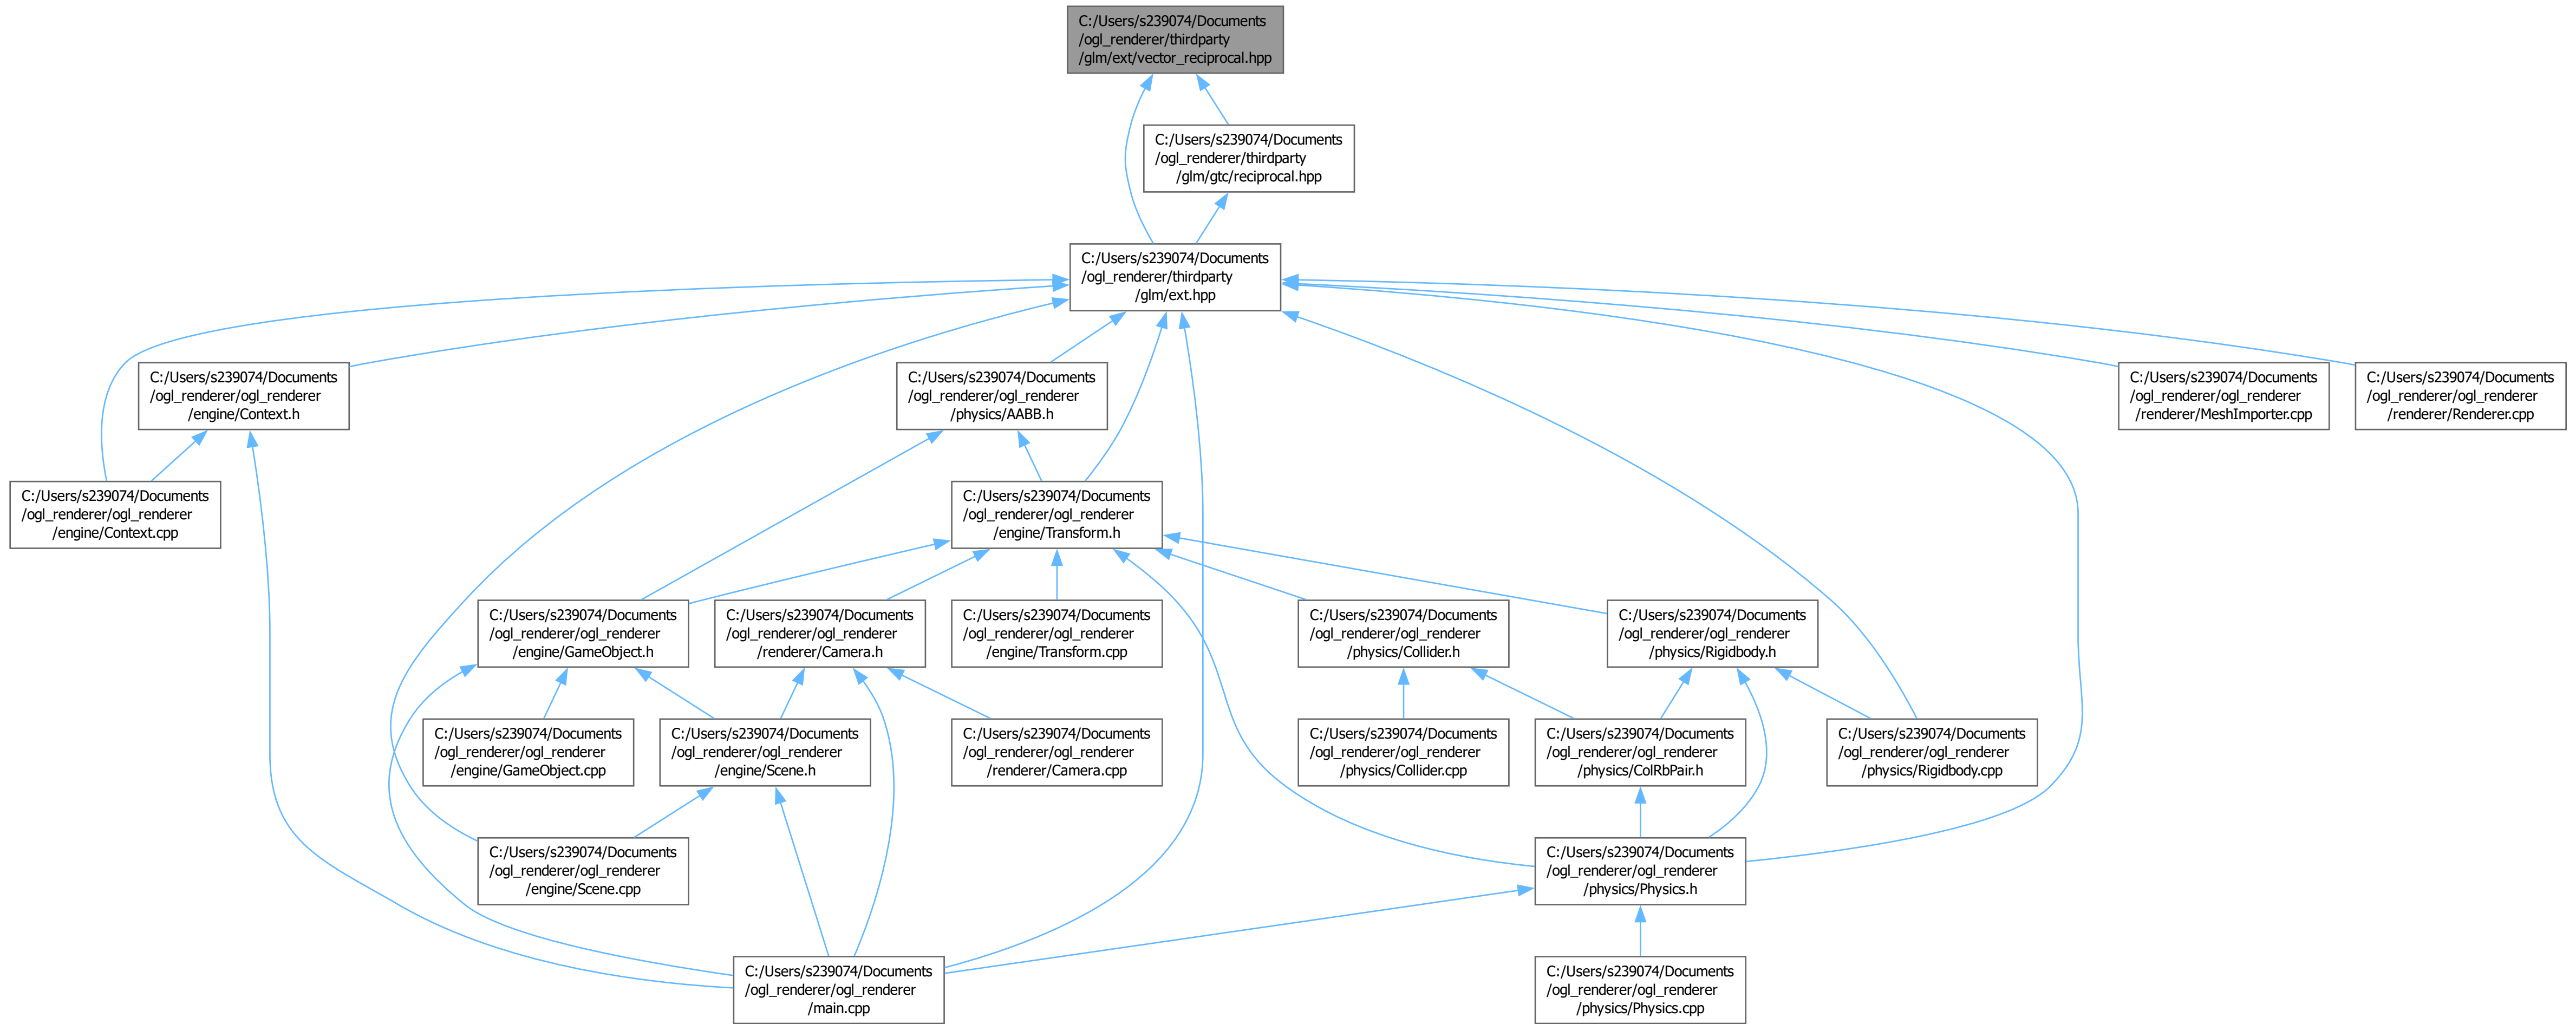 C:/Users/s239074/Documents
/ogl_renderer/thirdparty
/glm/ext/vector_reciprocal.hpp
C:/Users/s239074/Documents
/ogl_renderer/thirdparty
/glm/gtc/reciprocal.hpp
C:/Users/s239074/Documents
/ogl_renderer/thirdparty
/glm/ext.hpp
C:/Users/s239074/Documents
/ogl_renderer/ogl_renderer
/engine/Context.h
C:/Users/s239074/Documents
/ogl_renderer/ogl_renderer
/physics/AABB.h
C:/Users/s239074/Documents
/ogl_renderer/ogl_renderer
/renderer/MeshImporter.cpp
C:/Users/s239074/Documents
/ogl_renderer/ogl_renderer
/renderer/Renderer.cpp
C:/Users/s239074/Documents
/ogl_renderer/ogl_renderer
/engine/Context.cpp
C:/Users/s239074/Documents
/ogl_renderer/ogl_renderer
/engine/Transform.h
C:/Users/s239074/Documents
/ogl_renderer/ogl_renderer
/engine/GameObject.h
C:/Users/s239074/Documents
/ogl_renderer/ogl_renderer
/renderer/Camera.h
C:/Users/s239074/Documents
/ogl_renderer/ogl_renderer
/engine/Transform.cpp
C:/Users/s239074/Documents
/ogl_renderer/ogl_renderer
/physics/Collider.h
C:/Users/s239074/Documents
/ogl_renderer/ogl_renderer
/physics/Rigidbody.h
C:/Users/s239074/Documents
/ogl_renderer/ogl_renderer
/engine/GameObject.cpp
C:/Users/s239074/Documents
/ogl_renderer/ogl_renderer
/engine/Scene.h
C:/Users/s239074/Documents
/ogl_renderer/ogl_renderer
/renderer/Camera.cpp
C:/Users/s239074/Documents
/ogl_renderer/ogl_renderer
/physics/Collider.cpp
C:/Users/s239074/Documents
/ogl_renderer/ogl_renderer
/physics/ColRbPair.h
C:/Users/s239074/Documents
/ogl_renderer/ogl_renderer
/physics/Rigidbody.cpp
C:/Users/s239074/Documents
/ogl_renderer/ogl_renderer
/engine/Scene.cpp
C:/Users/s239074/Documents
/ogl_renderer/ogl_renderer
/physics/Physics.h
C:/Users/s239074/Documents
/ogl_renderer/ogl_renderer
/main.cpp
C:/Users/s239074/Documents
/ogl_renderer/ogl_renderer
/physics/Physics.cpp